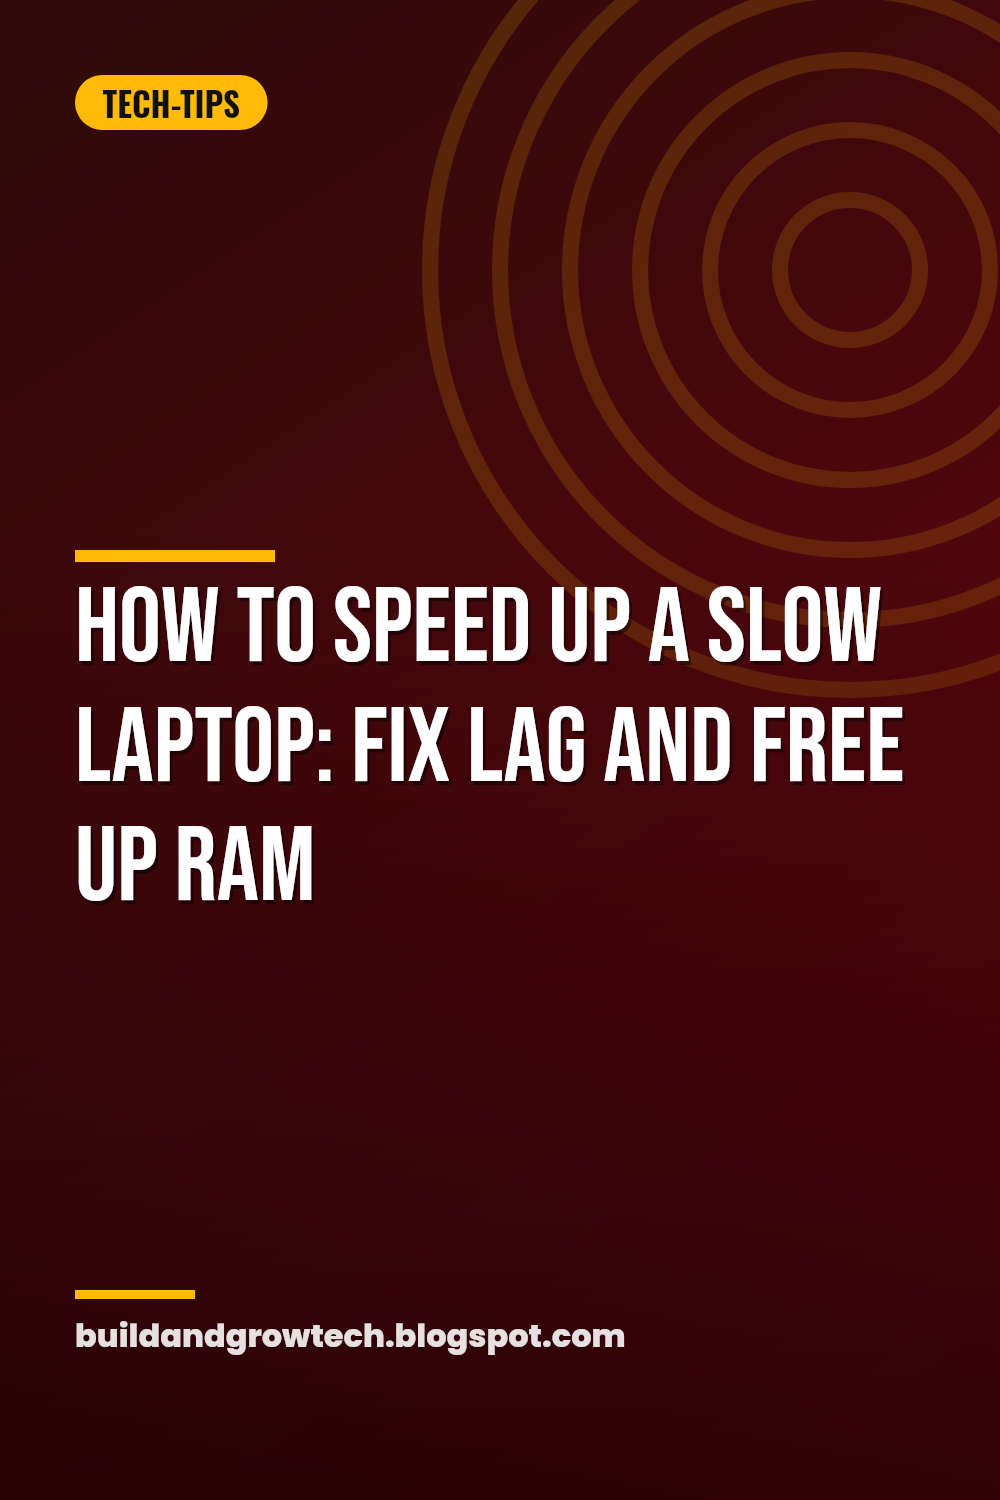 TECH-TIPS
HOW TO SPEED UP A SLOW
LAPTOP: FIX LAG AND FREE
UP RAM
buildandgrowtech.blogspot.com